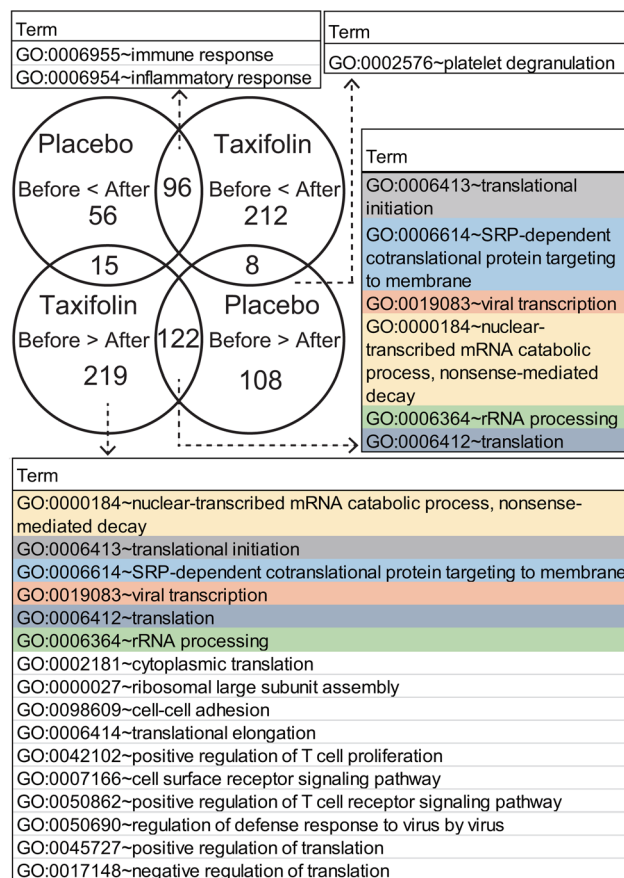 Term
GO:0006955~immune response
GO:0006954~inflammatory response
Term
GO:0002576~platelet degranulation
Placebo
Before < After
56
96
Taxifolin
Before < After
212
15
8
Taxifolin
Before > After
219
122
Placebo
Before > After
108
Term
GO:0006413~translational
initiation
GO:0006614~SRP-dependent
cotranslational protein targeting
to membrane
GO:0019083~viral transcription
GO:0000184~nuclear-
transcribed mRNA catabolic
process, nonsense-mediated
decay
GO:0006364~rRNA processing
GO:0006412~translation
Term
GO:0000184~nuclear-transcribed mRNA catabolic process, nonsense-
mediated decay
GO:0006413~translational initiation
GO:0006614~SRP-dependent cotranslational protein targeting to membrane
GO:0019083~viral transcription
GO:0006412~translation
GO:0006364~rRNA processing
GO:0002181~cytoplasmic translation
GO:0000027~ribosomal large subunit assembly
GO:0098609~cell-cell adhesion
GO:0006414~translational elongation
GO:0042102~positive regulation of T cell proliferation
GO:0007166~cell surface receptor signaling pathway
GO:0050862~positive regulation of T cell receptor signaling pathway
GO:0050690~regulation of defense response to virus by virus
GO:0045727~positive regulation of translation
GO:0017148~negative regulation of translation